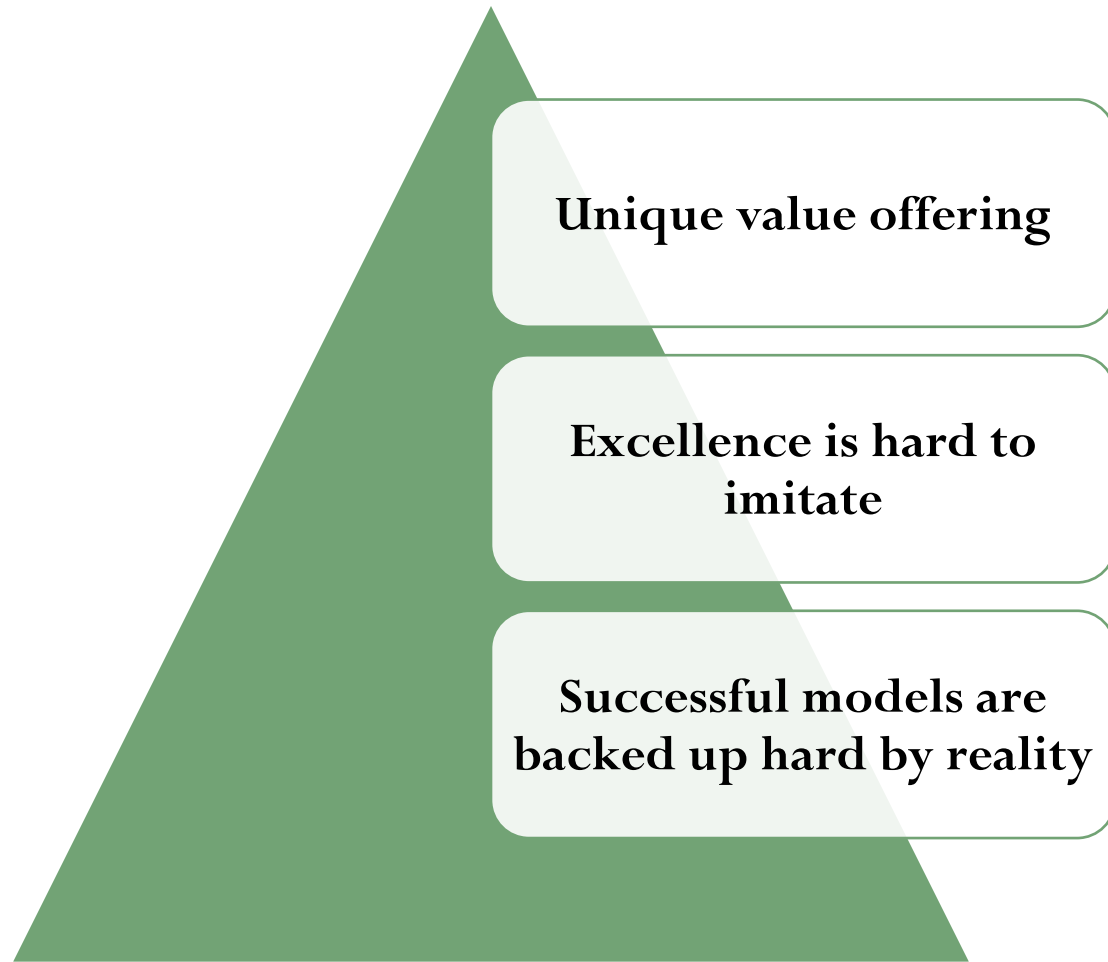 Unique value offering
Excellence is hard to
imitate
Successful models are
backed up hard by reality